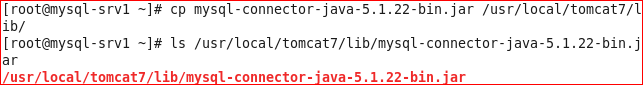 [root@mysql-srv1 ~]# cp mysql-connector-java-5.1.22-bin.jar /usr/local/tomcat7/l
ib/
[root@mysql-srv1 ~]# ls /usr/local/tomcat7/lib/mysql-connector-java-5.1.22-bin.j
ar
/usr/local/tomcat7/lib/mysql-connector-java-5.1.22-bin.jar